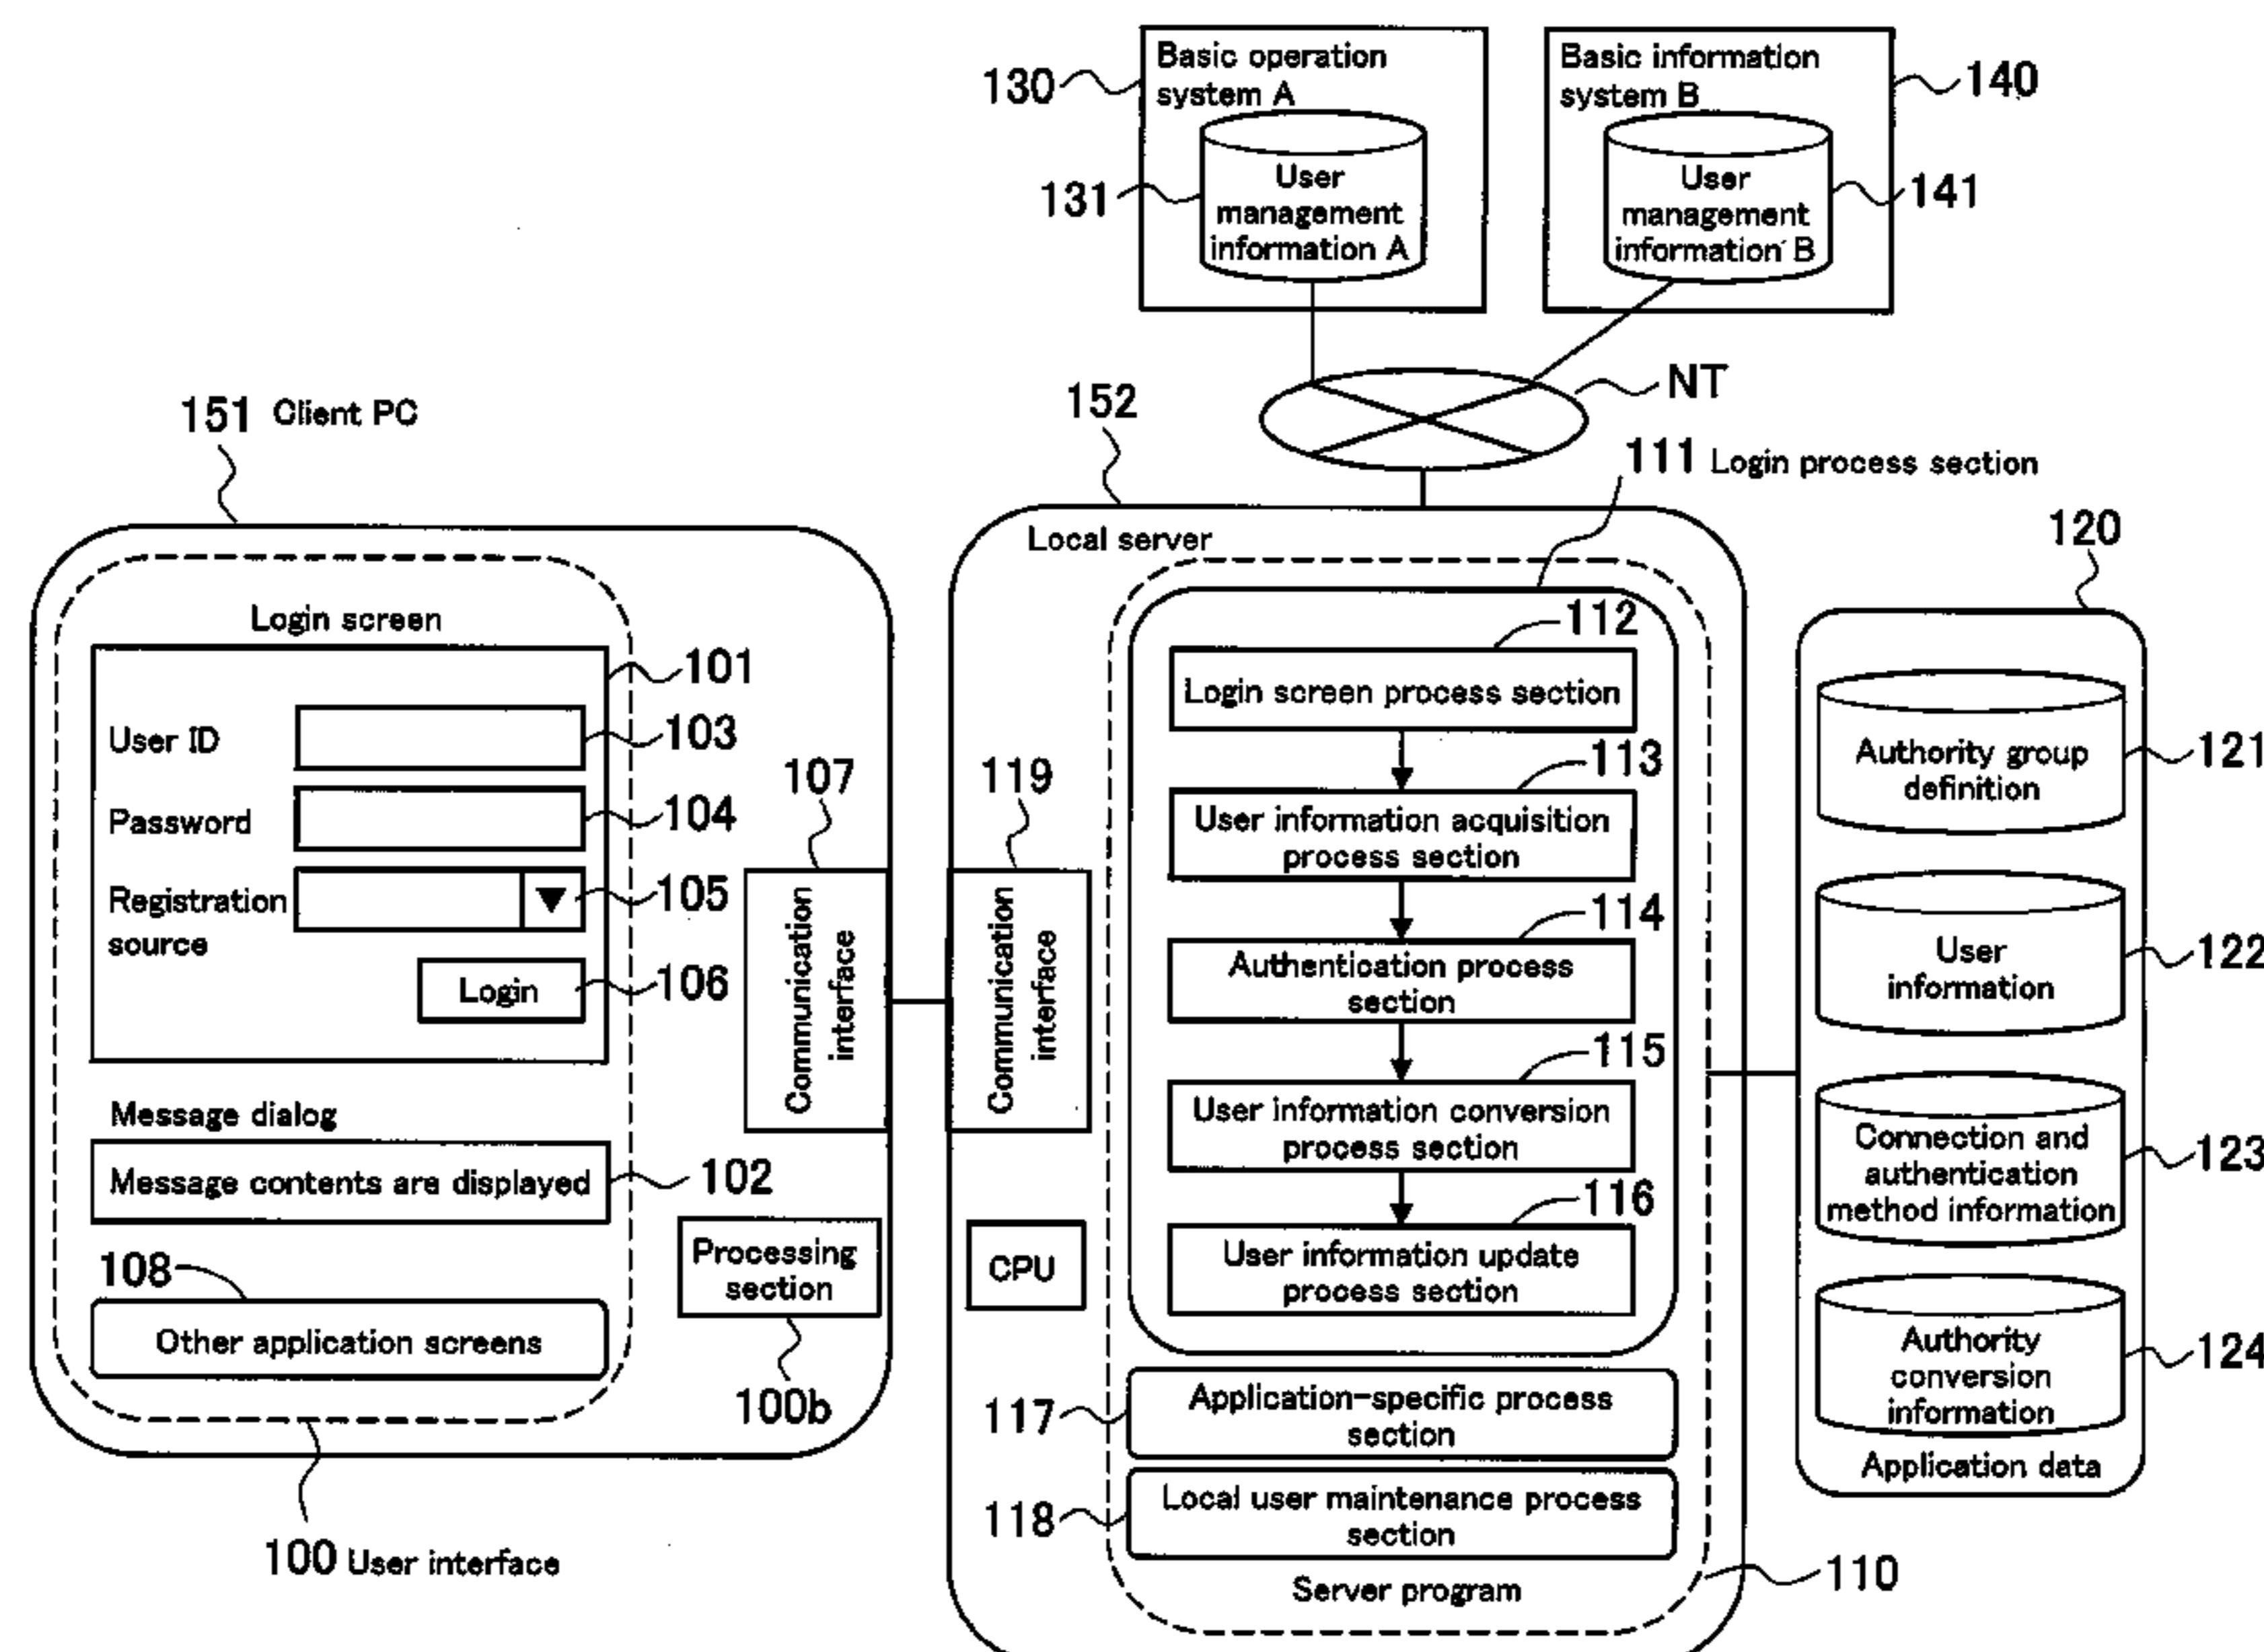 Basic operation
system A
130
User
management
information A
131
Basic information
system B
140
User
management
information B
141
NT
151 Client PC
Login screen
101
User ID
103
Password
104
Registration
source
105
Login
106
Message dialog
Message contents are displayed
102
108
Other application screens
100 User interface
107
Communication
interface
Processing
section
100b
152
Local server
119
Communication
interface
CPU
111 Login process section
112
Login screen process section
113
User information acquisition
process section
114
Authentication process
section
115
User information conversion
process section
116
User information update
process section
117
Application-specific process
section
118
Local user maintenance process
section
Server program
110
120
Authority group
definition
121
User
information
122
Connection and
authentication
method information
123
Authority
conversion
information
124
Application data